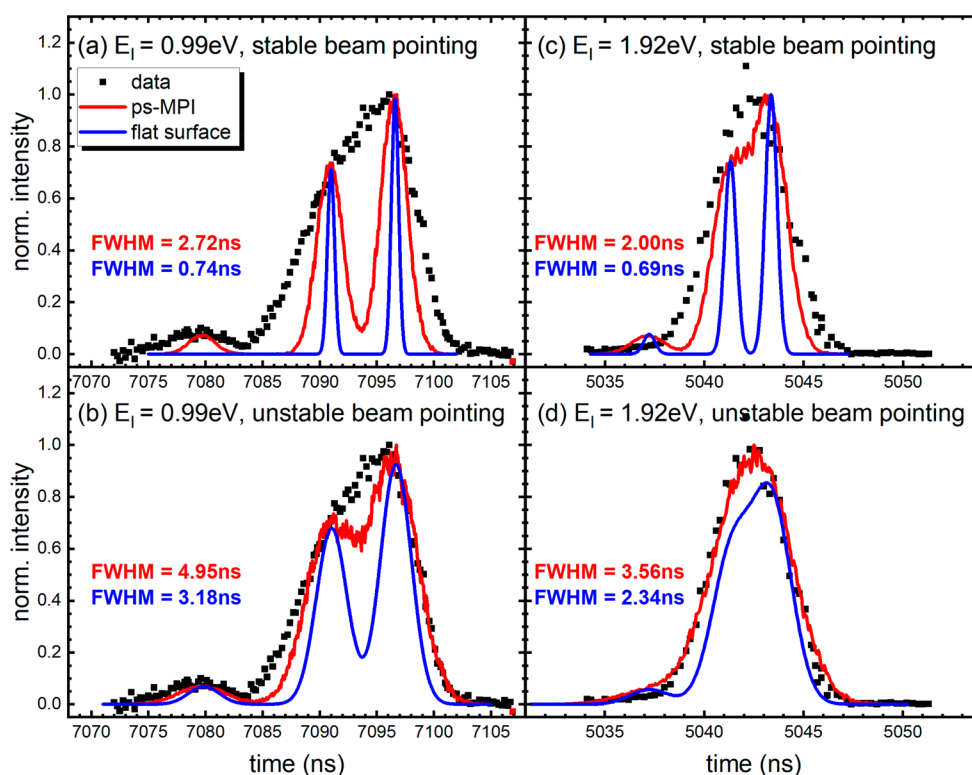 (a) E_I = 0.99eV, stable beam pointing
data
ps-MPI
flat surface
FWHM = 2.72ns
FWHM = 0.74ns
norm. intensity
1.2
1.0
0.8
0.6
0.4
0.2
0.0
7070 7075 7080 7085 7090 7095 7100 7105
(c) E_I = 1.92eV, stable beam pointing
FWHM = 2.00ns
FWHM = 0.69ns
5035 5040 5045 5050
(b) E_I = 0.99eV, unstable beam pointing
FWHM = 4.95ns
FWHM = 3.18ns
norm. intensity
1.2
1.0
0.8
0.6
0.4
0.2
0.0
7070 7075 7080 7085 7090 7095 7100 7105
time (ns)
(d) E_I = 1.92eV, unstable beam pointing
FWHM = 3.56ns
FWHM = 2.34ns
5035 5040 5045 5050
time (ns)